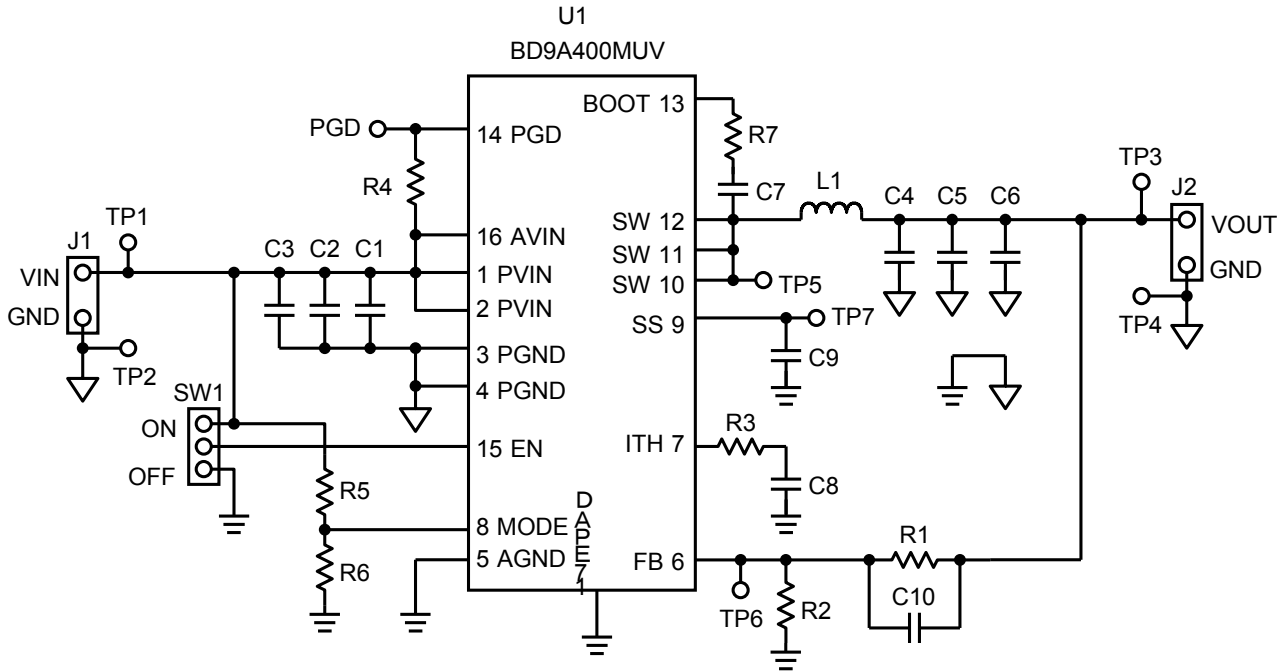 U1
BD9A400MUV
BOOT 13
PGD
14 PGD
R7
R4
C7
L1
TP3
C4 C5 C6
J2
TP1
SW 12
VOUT
J1
C3 C2 C1
16 AVIN
SW 11
VIN
1 PVIN
SW 10
TP5
GND
2 PVIN
GND
SS 9
TP7
TP4
3 PGND
C9
TP2
4 PGND
SW1
ON
15 EN
ITH 7
R3
OFF
R5
C8
8 MODE
E-PAD
17
R1
5 AGND
FB 6
R6
C10
TP6
R2